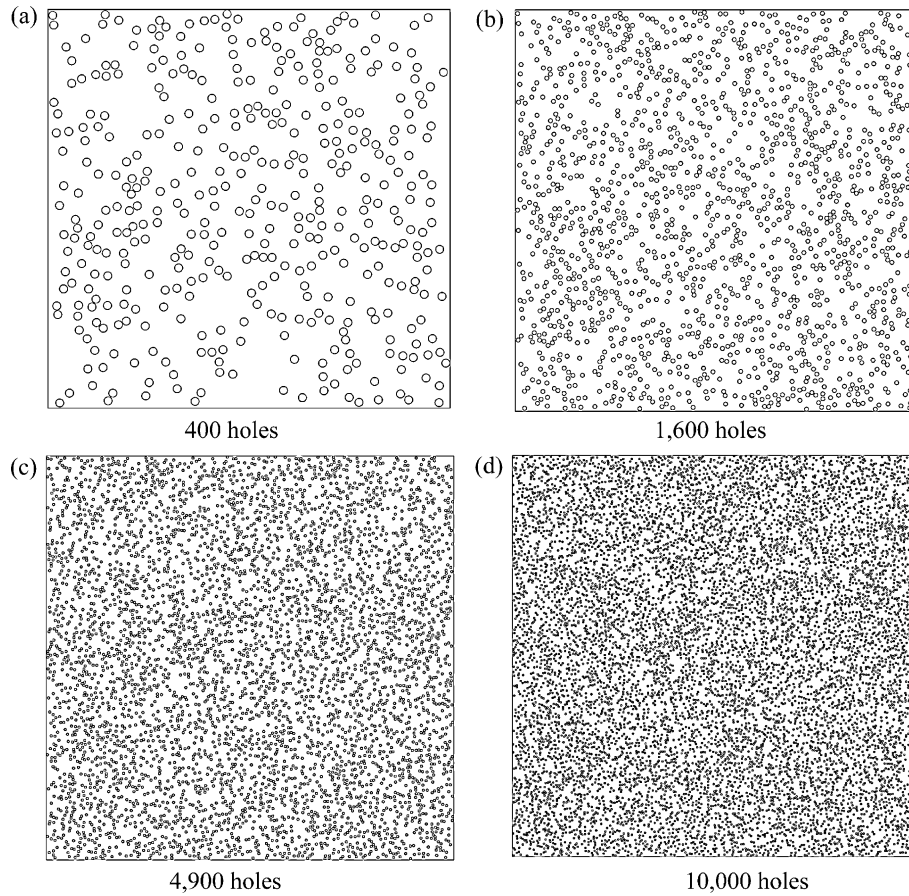 (a)
(b)
400 holes
1,600 holes
(c)
(d)
4,900 holes
10,000 holes